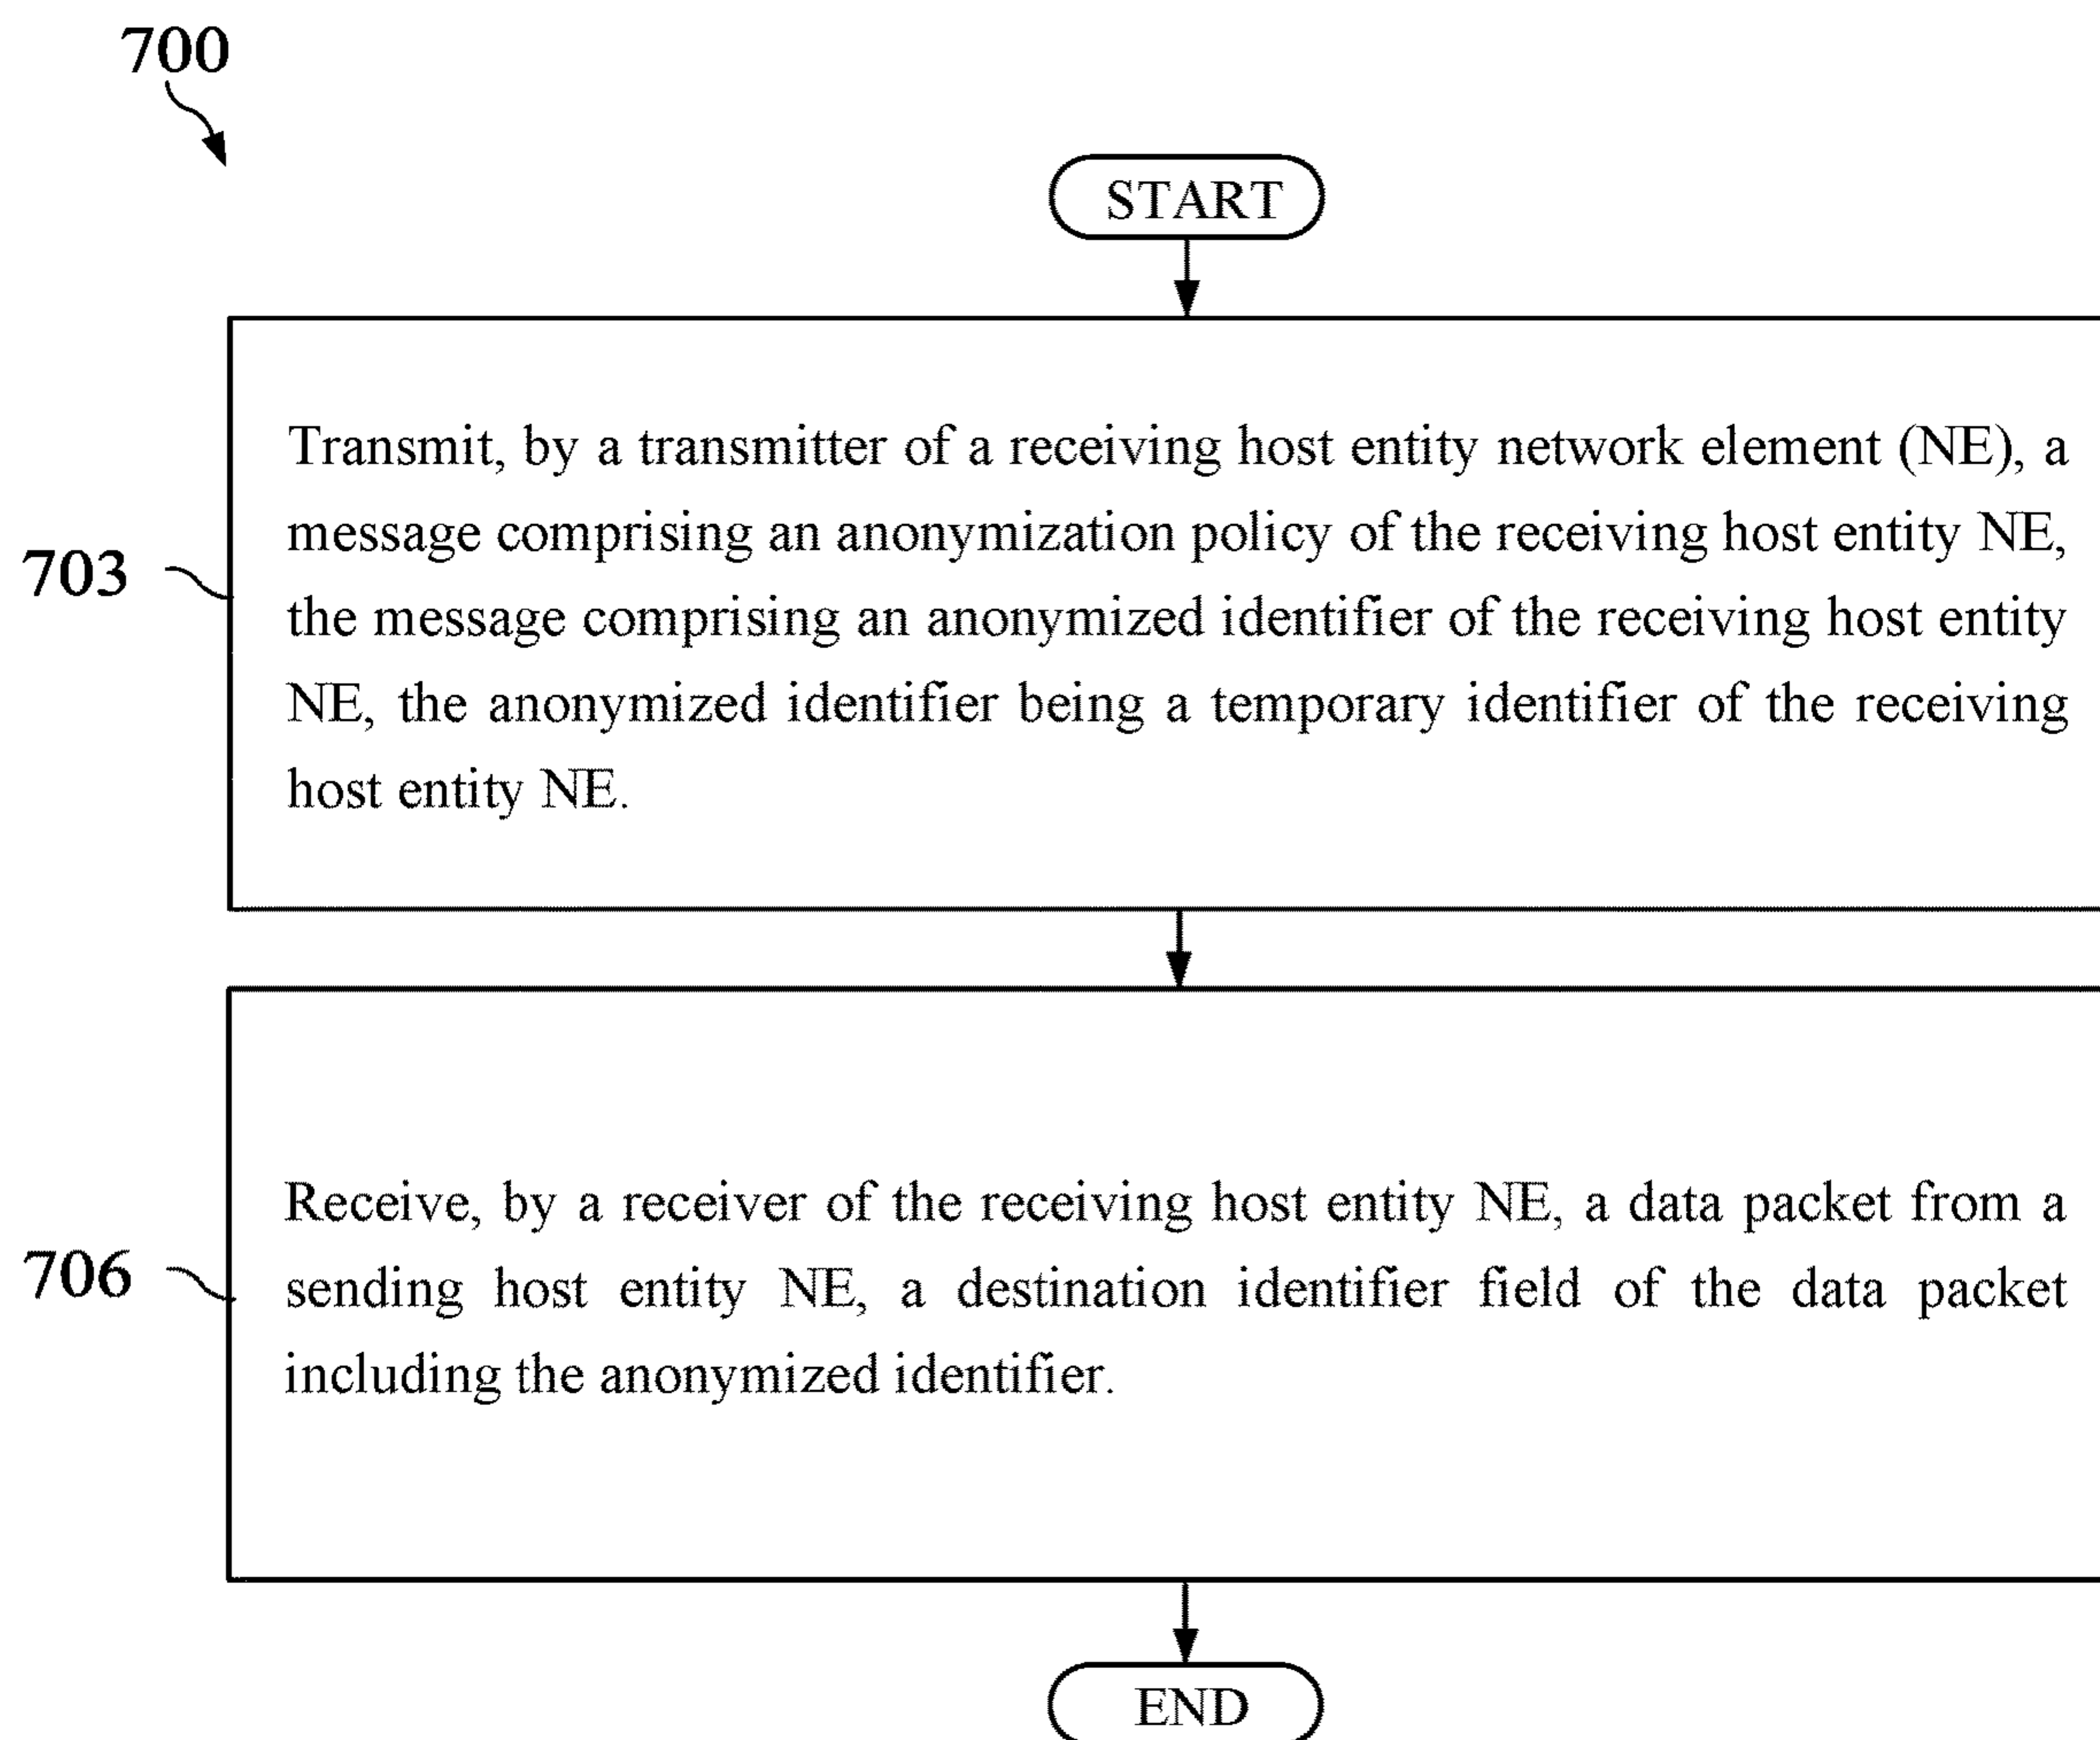 700
START
Transmit, by a transmitter of a receiving host entity network element (NE), a
message comprising an anonymization policy of the receiving host entity NE,
703
the message comprising an anonymized identifier of the receiving host entity
NE, the anonymized identifier being a temporary identifier of the receiving
host entity NE.
Receive, by a receiver of the receiving host entity NE, a data packet from a
706
sending host entity NE, a destination identifier field of the data packet
including the anonymized identifier.
END